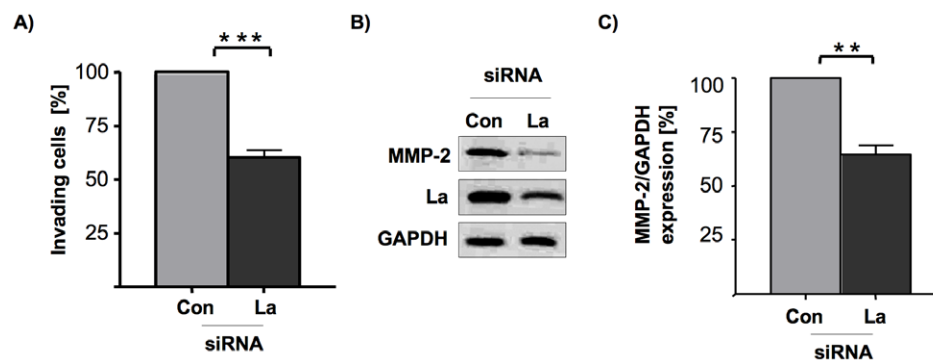 A)
***
Invading cells [%]
100
75
50
25
Con La
siRNA
B)
siRNA
Con La
MMP-2
La
GAPDH
C)
**
MMP-2/GAPDH
expression [%]
100
75
50
25
Con La
siRNA